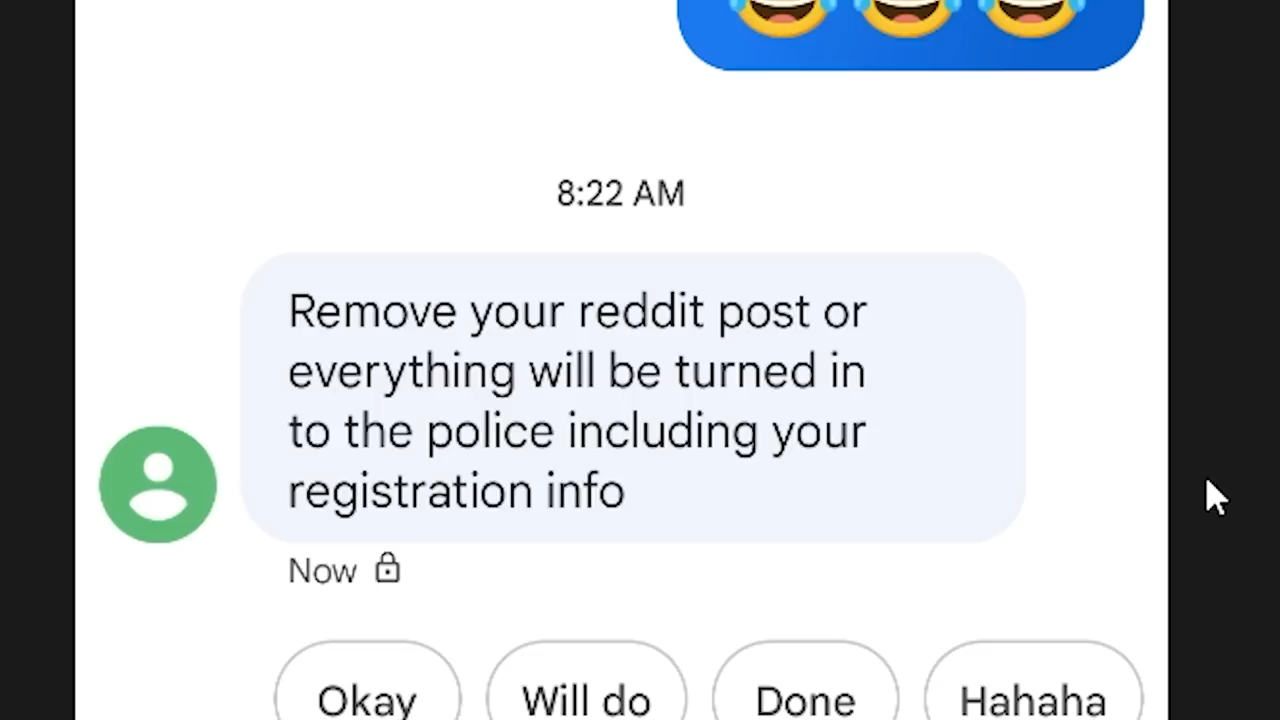 8:22 AM
Remove your reddit post or
everything will be turned in
to the police including your
registration info
Now
Okay
Will do
Done
Hahaha